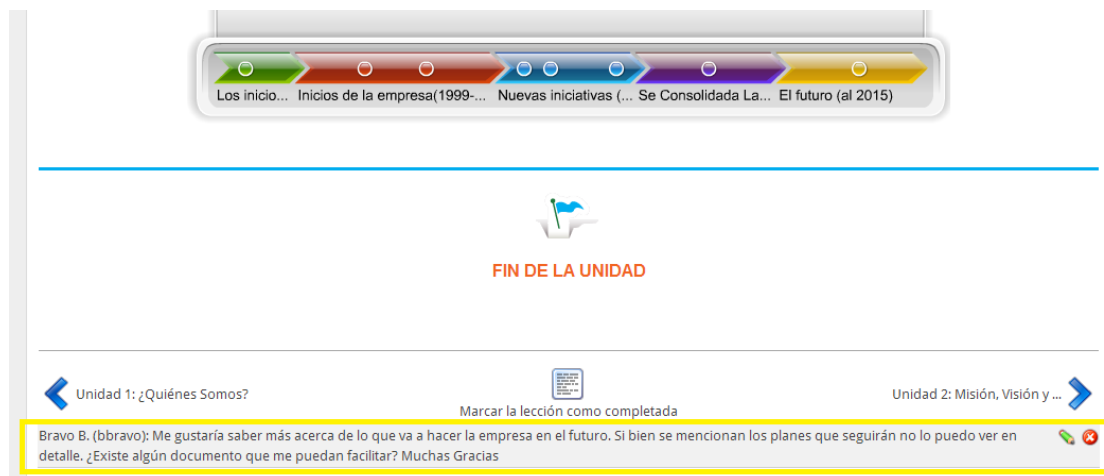 Los inicio... Inicios de la empresa(1999-... Nuevas iniciativas (... Se Consolidada La... El futuro (al 2015)
FIN DE LA UNIDAD
Unidad 1: ¿Quiénes Somos?
Marcar la lección como completada
Unidad 2: Misión, Visión y ...
Bravo B. (bbravo): Me gustaría saber más acerca de lo que va a hacer la empresa en el futuro. Si bien se mencionan los planes que seguirán no lo puedo ver en
detalle. ¿Existe algún documento que me puedan facilitar? Muchas Gracias